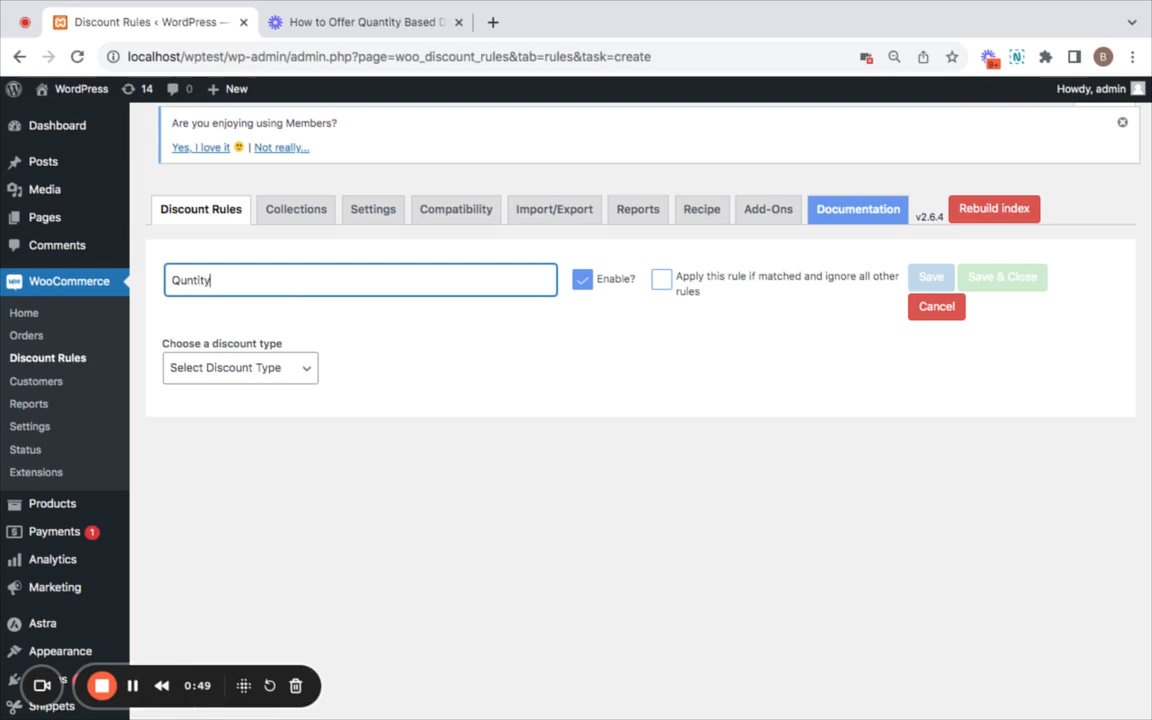 Discount Rules ‹ WordPress —
How to Offer Quantity Based D
localhost/wptest/wp-admin/admin.php?page=woo_discount_rules&tab=rules&task=create
9+
N
B
WordPress
14
0
New
Howdy, admin
Dashboard
Posts
Media
Pages
Comments
WooCommerce
Home
Orders
Discount Rules
Customers
Reports
Settings
Status
Extensions
Products
Payments 1
Analytics
Marketing
Astra
Appearance
Snippets
Are you enjoying using Members?
Yes, I love it | Not really...
Discount Rules
Collections
Settings
Compatibility
Import/Export
Reports
Recipe
Add-Ons
Documentation
v2.6.4
Rebuild index
Quntity
Enable?
Apply this rule if matched and ignore all other
rules
Save
Save & Close
Cancel
Choose a discount type
Select Discount Type
0:49